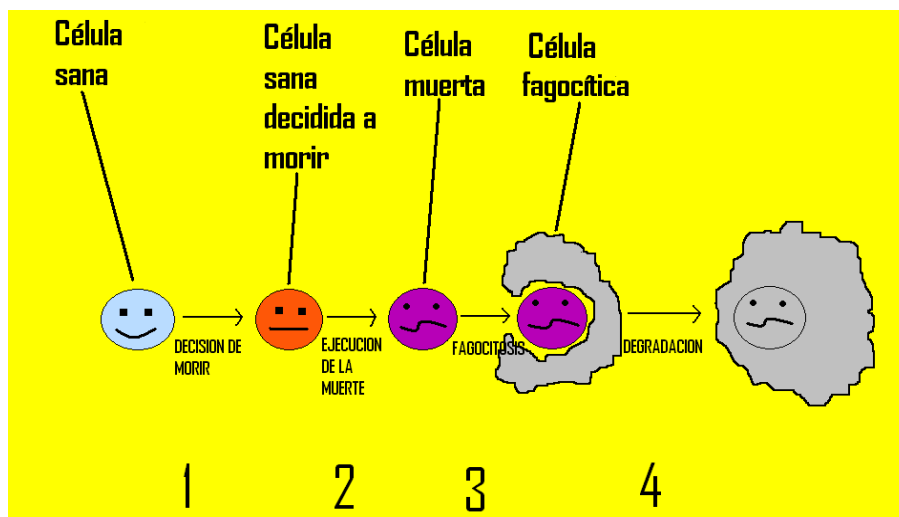 Célula
sana
Célula
sana
decidida a
morir
Célula
muerta
Célula
fagocítica
DECISION DE
MORIR
EJECUCION
DE LA
MUERTE
FAGOCITOSIS
DEGRADACION
1
2
3
4